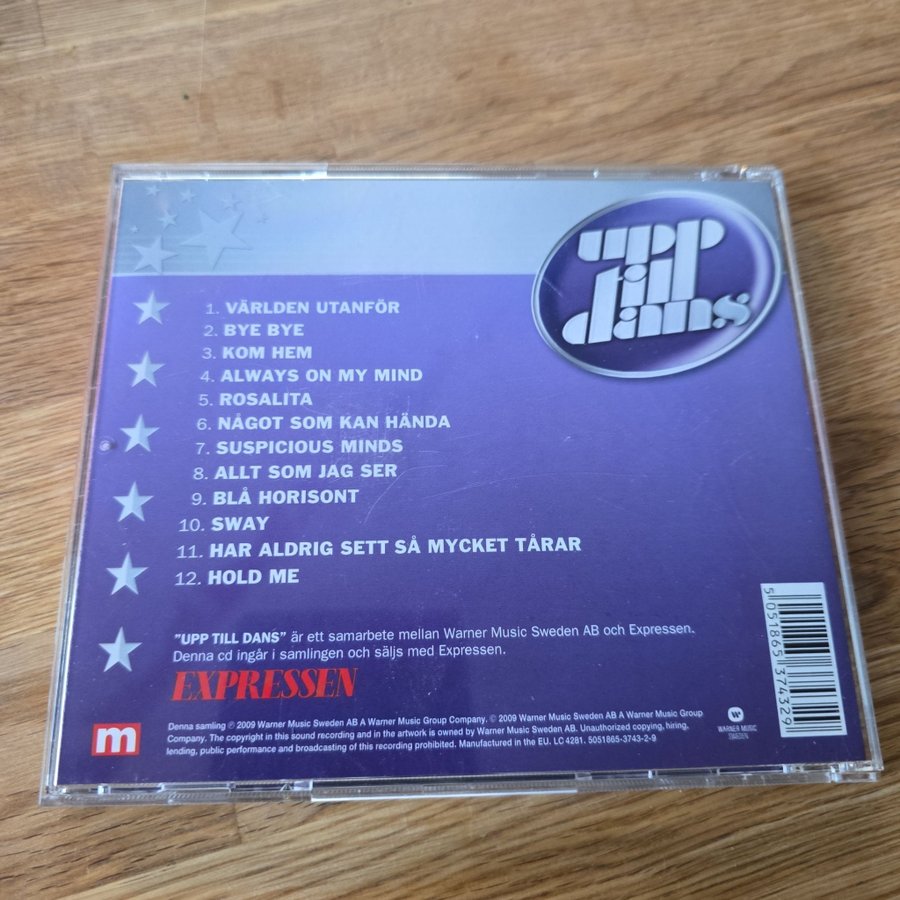 upp
till
dans
1. VÄRLDEN UTANFÖR
2. BYE BYE
3. KOM HEM
4. ALWAYS ON MY MIND
5. ROSALITA
6. NÅGOT SOM KAN HÄNDA
7. SUSPICIOUS MINDS
8. ALLT SOM JAG SER
9. BLÅ HORISONT
10. SWAY
11. HAR ALDRIG SETT SÅ MYCKET TÅRAR
12. HOLD ME
"UPP TILL DANS" är ett samarbete mellan Warner Music Sweden AB och Expressen.
Denna cd ingår i samlingen och säljs med Expressen.
EXPRESSEN
m
Denna samling ℗ 2009 Warner Music Sweden AB A Warner Music Group Company. © 2009 Warner Music Sweden AB A Warner Music Group
Company. The copyright in this sound recording and in the artwork is owned by Warner Music Sweden AB. Unauthorized copying, hiring,
lending, public performance and broadcasting of this recording prohibited. Manufactured in the EU. LC 4281. 5051865-3743-2-9
WARNER MUSIC
SWEDEN
5 051865 374329